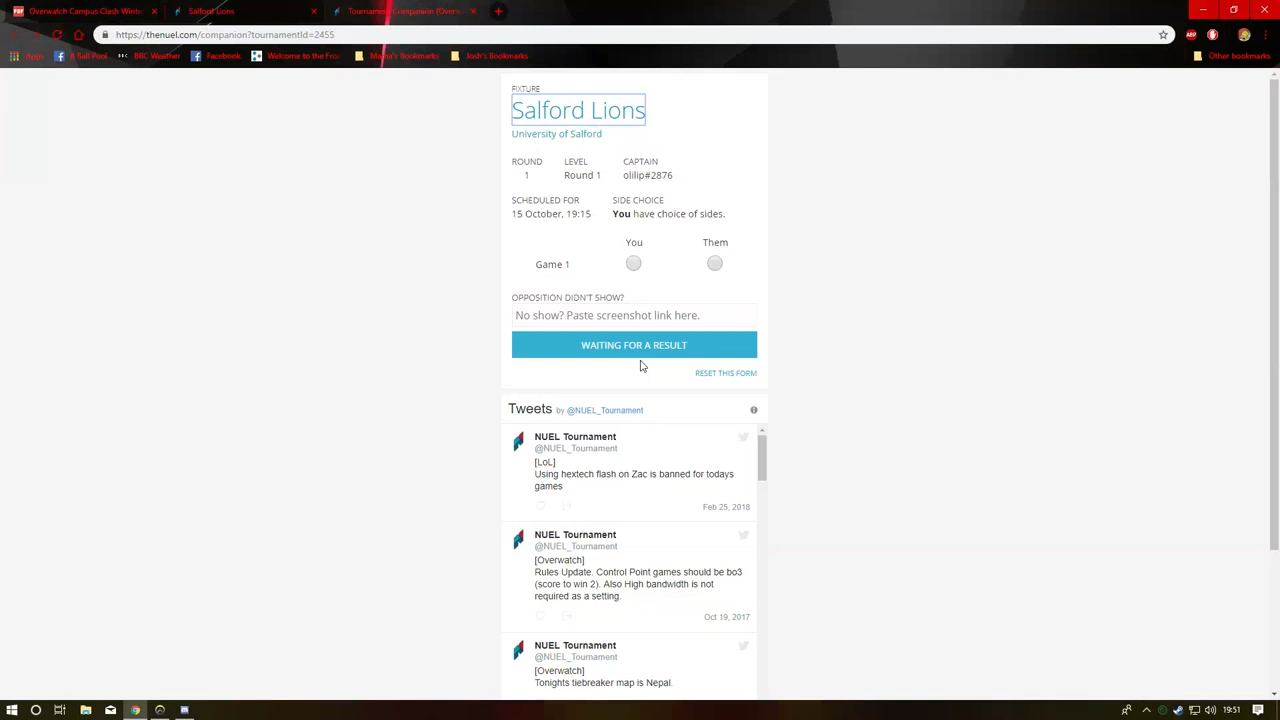 Overwatch Campus Clash Winte
Salford Lions
Tournament Companion (Overw
https://thenuel.com/companion?tournamentId=2455
Apps
8 Ball Pool
BBC Weather
Facebook
Welcome to the Fro
Josh's Bookmarks
Other bookmarks
FIXTURE
Salford Lions
University of Salford
ROUND
LEVEL
CAPTAIN
1
Round 1
olilip#2876
SCHEDULED FOR
SIDE CHOICE
15 October, 19:15
You have choice of sides.
You
Them
Game 1
OPPOSITION DIDN'T SHOW?
No show? Paste screenshot link here.
WAITING FOR A RESULT
RESET THIS FORM
Tweets by @NUEL_Tournament
NUEL Tournament
@NUEL_Tournament
[LoL]
Using hextech flash on Zac is banned for todays
games
Feb 25, 2018
NUEL Tournament
@NUEL_Tournament
[Overwatch]
Rules Update. Control Point games should be bo3
(score to win 2). Also High bandwidth is not
required as a setting.
Oct 19, 2017
NUEL Tournament
@NUEL_Tournament
[Overwatch]
Tonights tiebreaker map is Nepal.
19:51